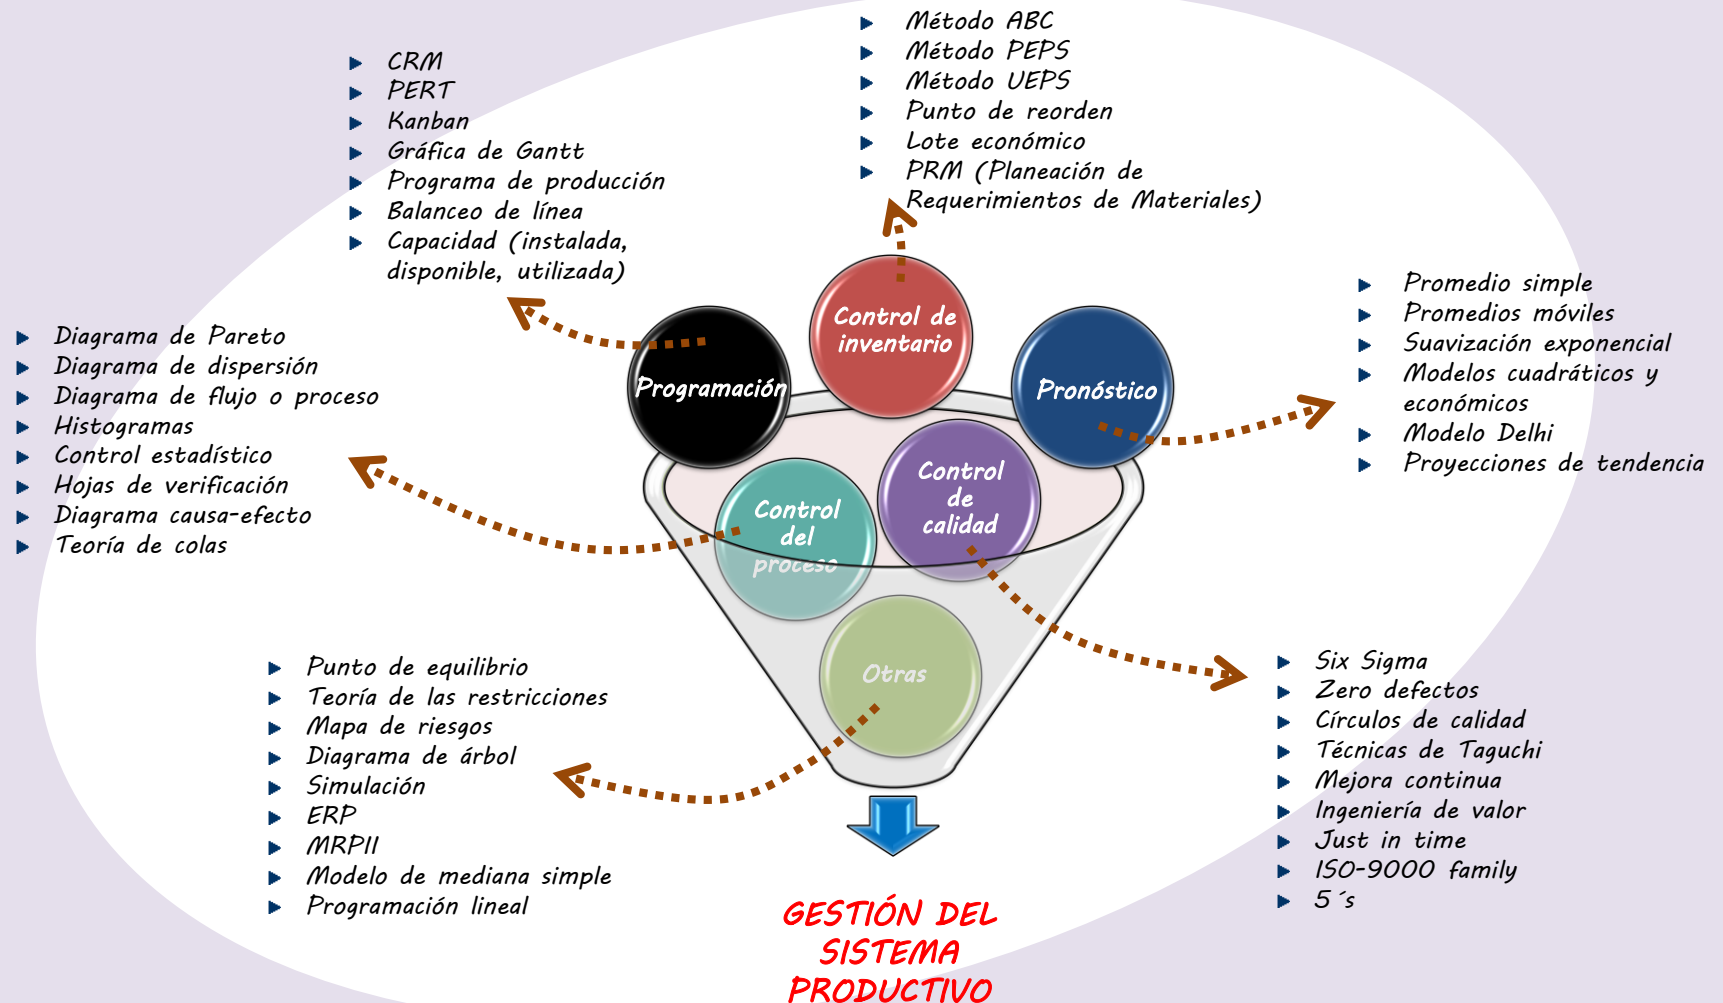 Método ABC
Método PEPS
Método UEPS
Punto de reorden
Lote económico
PRM (Planeación de
Requerimientos de Materiales)
CRM
PERT
Kanban
Gráfica de Gantt
Programa de producción
Balanceo de línea
Capacidad (instalada,
disponible, utilizada)
Promedio simple
Promedios móviles
Suavización exponencial
Modelos cuadráticos y
económicos
Modelo Delhi
Proyecciones de tendencia
Diagrama de Pareto
Diagrama de dispersión
Diagrama de flujo o proceso
Histogramas
Control estadístico
Hojas de verificación
Diagrama causa-efecto
Teoría de colas
Control de
inventario
Programación
Pronóstico
Control
de
calidad
Control
del
proceso
Otras
Punto de equilibrio
Teoría de las restricciones
Mapa de riesgos
Diagrama de árbol
Simulación
ERP
MRPII
Modelo de mediana simple
Programación lineal
Six Sigma
Zero defectos
Círculos de calidad
Técnicas de Taguchi
Mejora continua
Ingeniería de valor
Just in time
ISO-9000 family
5´s
GESTIÓN DEL
SISTEMA
PRODUCTIVO